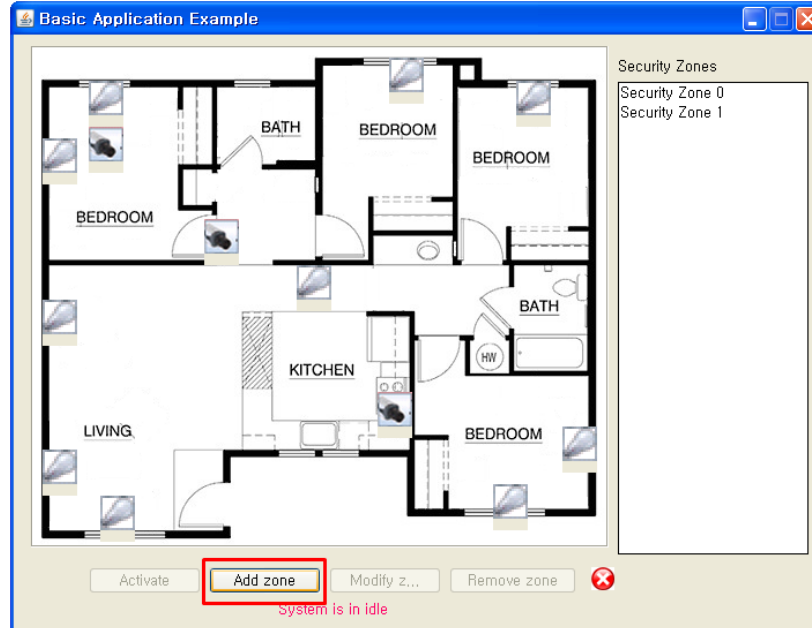 Basic Application Example
Security Zones
Security Zone 0
Security Zone 1
BATH
BEDROOM
BEDROOM
BEDROOM
BATH
HW
KITCHEN
LIVING
BEDROOM
Activate
Add zone
Modify z...
Remove zone
System is in idle